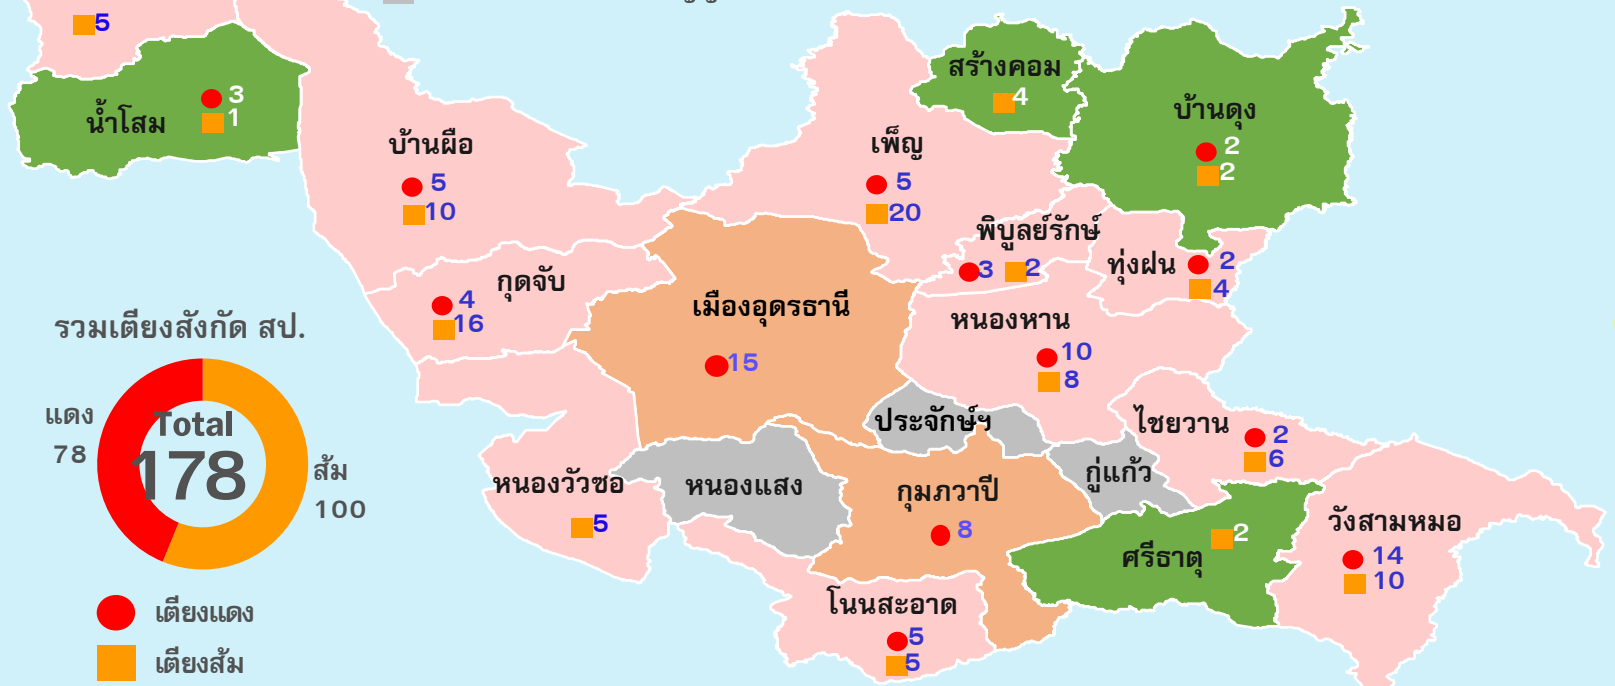 5
สร้างคอม
4
น้ำโสม
3
1
บ้านดุง
2
2
บ้านผือ
5
10
เพ็ญ
5
20
พิบูลย์รักษ์
3
2
ทุ่งฝน
2
4
กุดจับ
4
16
เมืองอุดรธานี
15
หนองหาน
10
8
รวมเตียงสังกัด สป.
แดง
78
Total
178
ส้ม
100
ประจักษ์ฯ
ไชยวาน
2
6
หนองวัวซอ
5
หนองแสง
กุมภวาปี
8
กู่แก้ว
ศรีธาตุ
2
วังสามหมอ
14
10
โนนสะอาด
5
5
เตียงแดง
เตียงส้ม